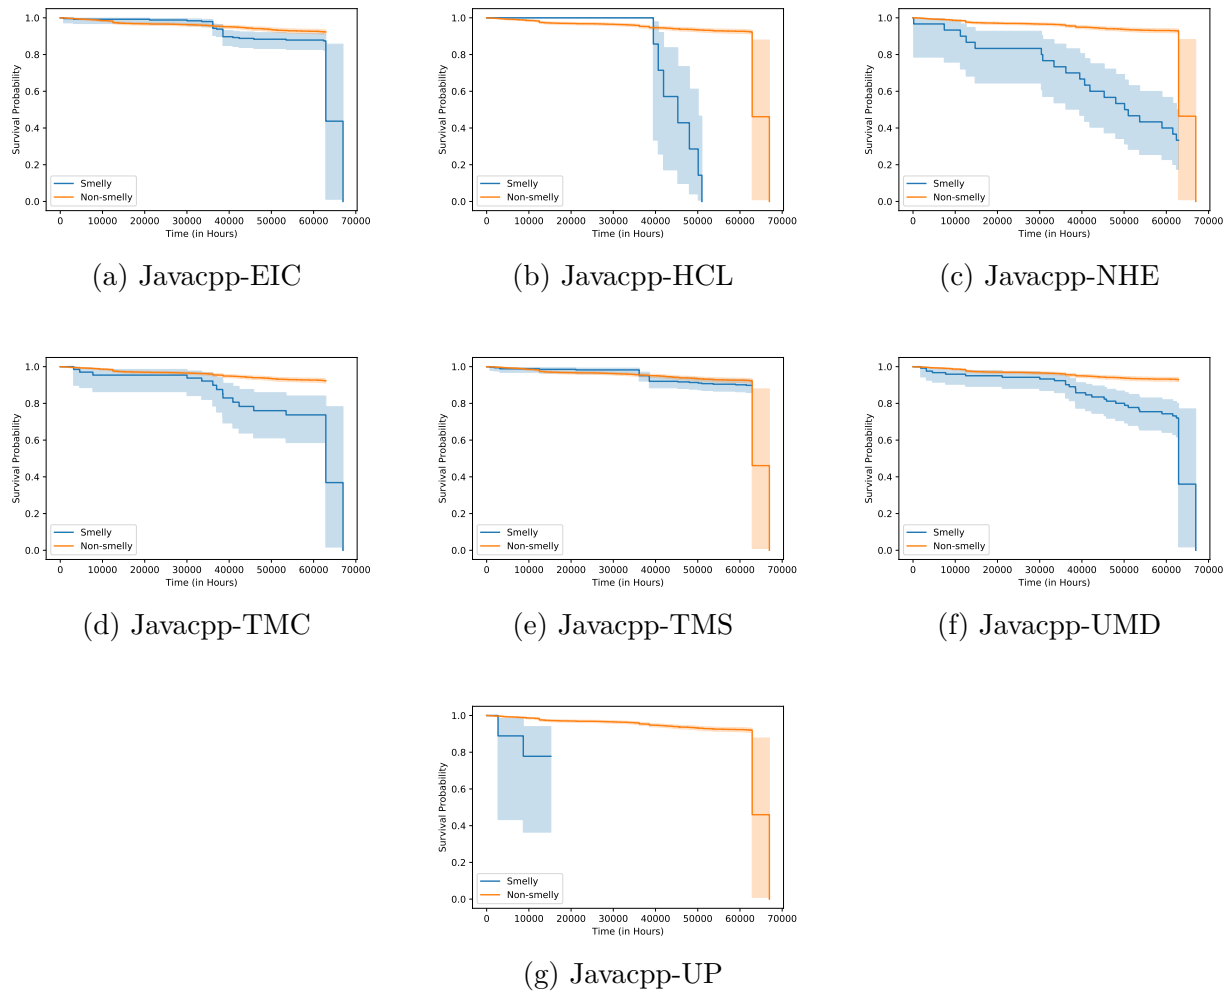 1.0
0.8
0.6
0.4
0.2
0.0
Survival Probability
Smelly
Non-smelly
0 10000 20000 30000 40000 50000 60000 70000
Time (in Hours)
(a) Javacpp-EIC
1.0
0.8
0.6
0.4
0.2
0.0
Survival Probability
Smelly
Non-smelly
0 10000 20000 30000 40000 50000 60000 70000
Time (in Hours)
(b) Javacpp-HCL
1.0
0.8
0.6
0.4
0.2
0.0
Survival Probability
Smelly
Non-smelly
0 10000 20000 30000 40000 50000 60000 70000
Time (in Hours)
(c) Javacpp-NHE
1.0
0.8
0.6
0.4
0.2
0.0
Survival Probability
Smelly
Non-smelly
0 10000 20000 30000 40000 50000 60000 70000
Time (in Hours)
(d) Javacpp-TMC
1.0
0.8
0.6
0.4
0.2
0.0
Survival Probability
Smelly
Non-smelly
0 10000 20000 30000 40000 50000 60000 70000
Time (in Hours)
(e) Javacpp-TMS
1.0
0.8
0.6
0.4
0.2
0.0
Survival Probability
Smelly
Non-smelly
0 10000 20000 30000 40000 50000 60000 70000
Time (in Hours)
(f) Javacpp-UMD
1.0
0.8
0.6
0.4
0.2
0.0
Survival Probability
Smelly
Non-smelly
0 10000 20000 30000 40000 50000 60000 70000
Time (in Hours)
(g) Javacpp-UP